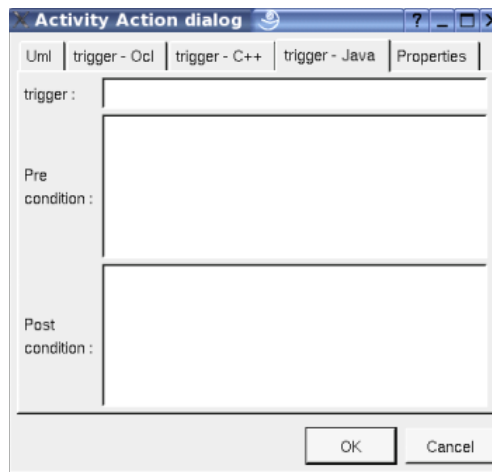 Activity Action dialog
Uml trigger - Ocl trigger - C++ trigger - Java Properties
trigger :
Pre
condition :
Post
condition :
OK Cancel